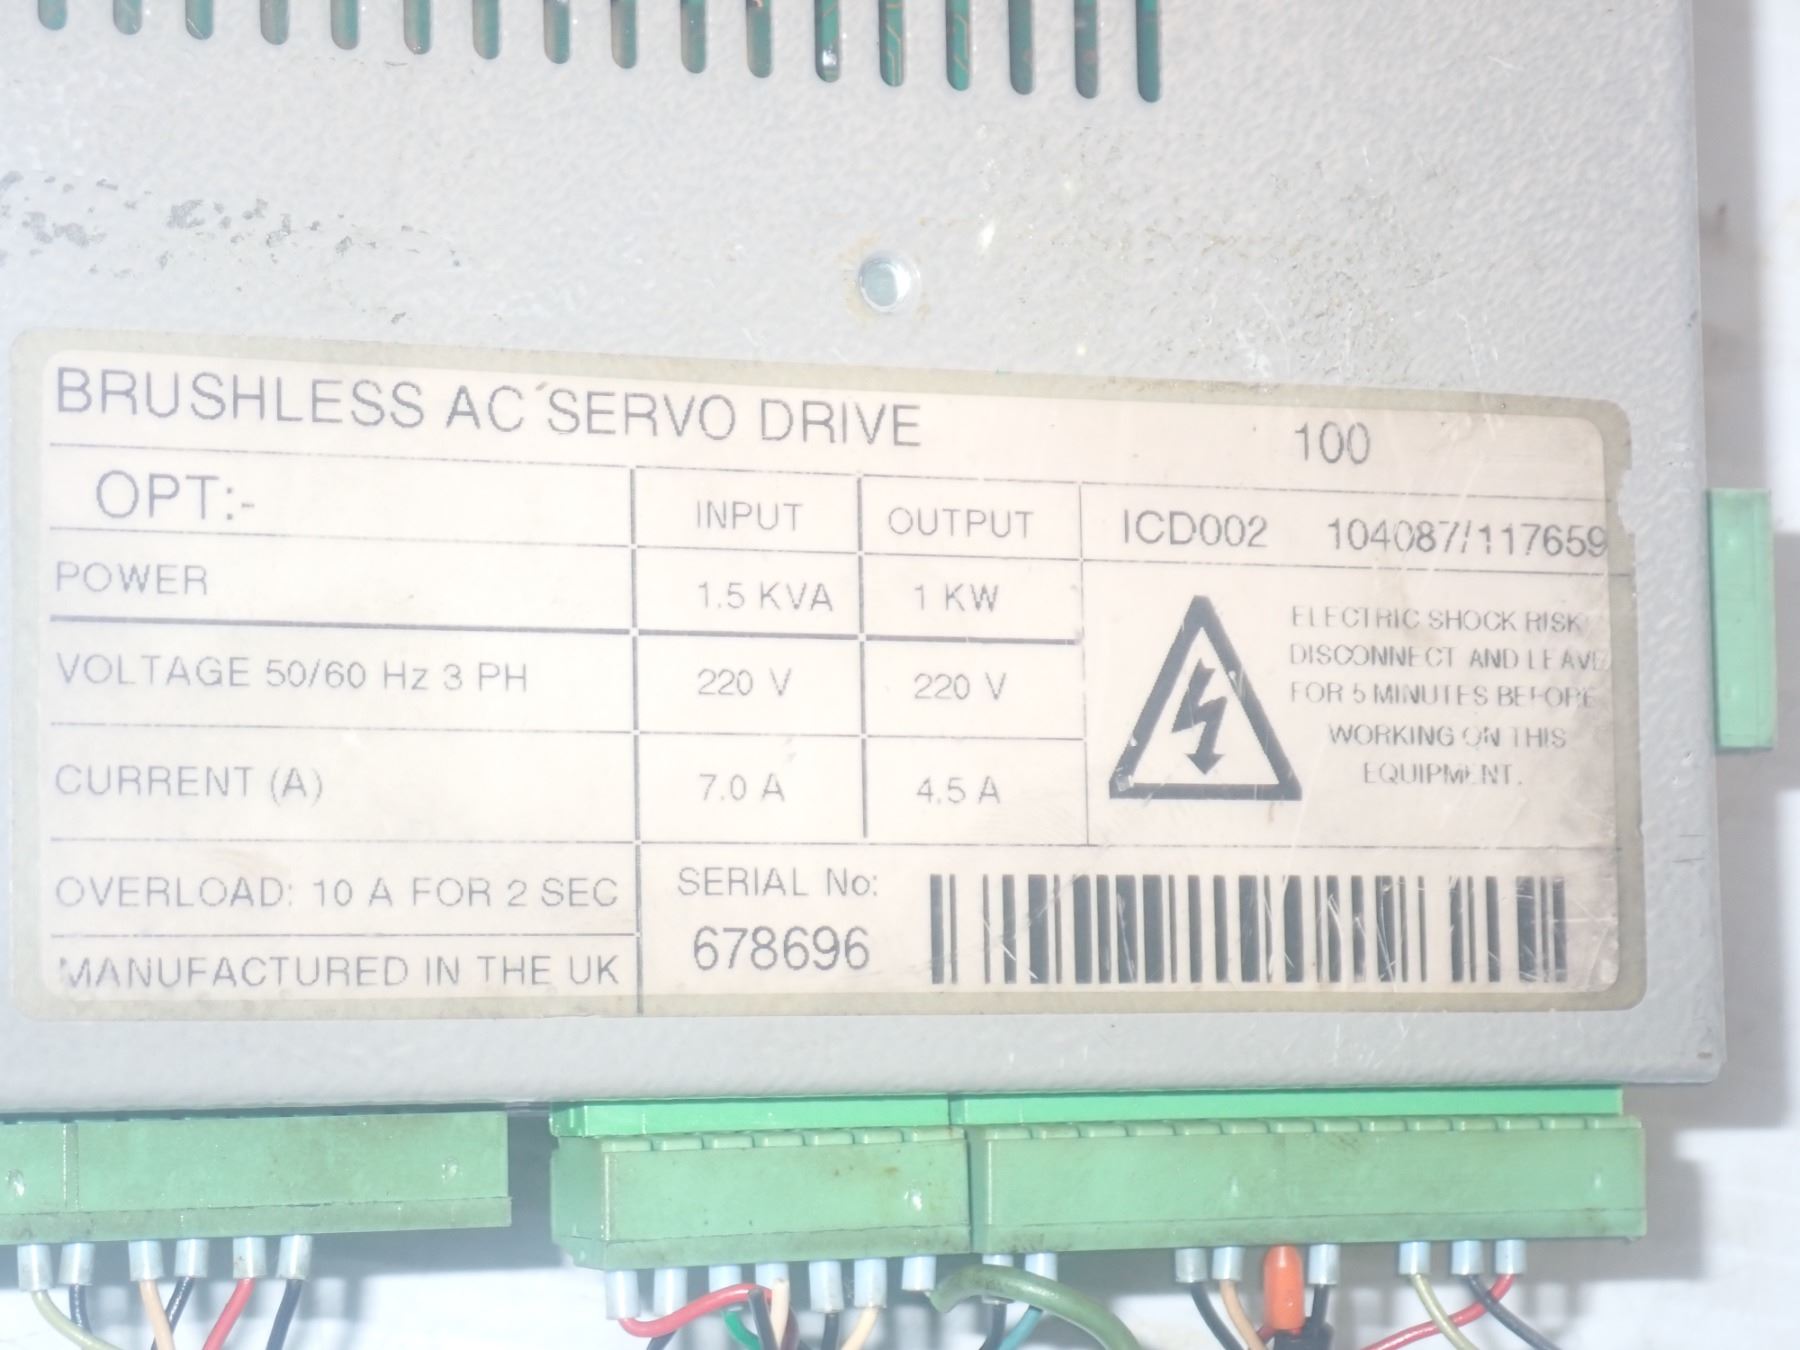 BRUSHLESS AC SERVO DRIVE 100
OPT:- INPUT OUTPUT ICD002 104087/117659
POWER 1.5 KVA 1 KW
VOLTAGE 50/60 Hz 3 PH 220 V 220 V
CURRENT (A) 7.0 A 4.5 A
ELECTRIC SHOCK RISK
DISCONNECT AND LEAVE
FOR 5 MINUTES BEFORE
WORKING ON THIS
EQUIPMENT.
OVERLOAD: 10 A FOR 2 SEC
MANUFACTURED IN THE UK
SERIAL No:
678696